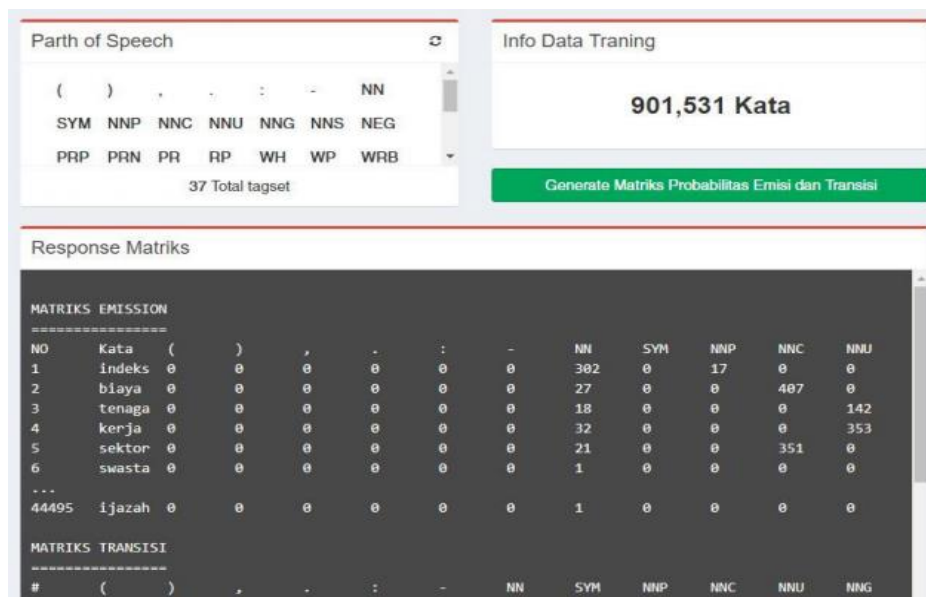 Parth of Speech
( ) , . : - NN
SYM NNP NNC NNU NNG NNS NEG
PRP PRN PR RP WH WP WRB
37 Total tagset
Info Data Traning
901,531 Kata
Generate Matriks Probabilitas Emisi dan Transisi
Response Matriks
MATRIKS EMISSION
=================
NO Kata ( ) , . : - NN SYM NNP NNC NNU
1 indeks 0 0 0 0 0 0 302 0 17 0 0
2 biaya 0 0 0 0 0 0 27 0 0 407 0
3 tenaga 0 0 0 0 0 0 18 0 0 0 142
4 kerja 0 0 0 0 0 0 32 0 0 0 353
5 sektor 0 0 0 0 0 0 21 0 0 351 0
6 swasta 0 0 0 0 0 0 1 0 0 0 0
...
44495 ijazah 0 0 0 0 0 0 1 0 0 0 0
MATRIKS TRANSISI
=================
# ( ) , . : - NN SYM NNP NNC NNU NNG